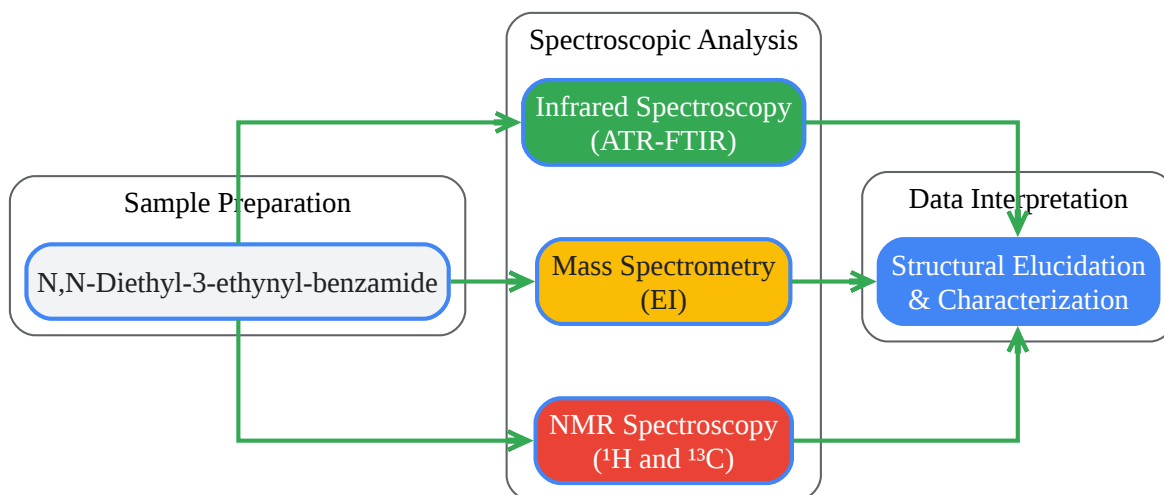 Spectroscopic Analysis
Infrared Spectroscopy
(ATR-FTIR)
Sample Preparation
N,N-Diethyl-3-ethynyl-benzamide
Mass Spectrometry
(EI)
NMR Spectroscopy
(¹H and ¹³C)
Data Interpretation
Structural Elucidation
& Characterization